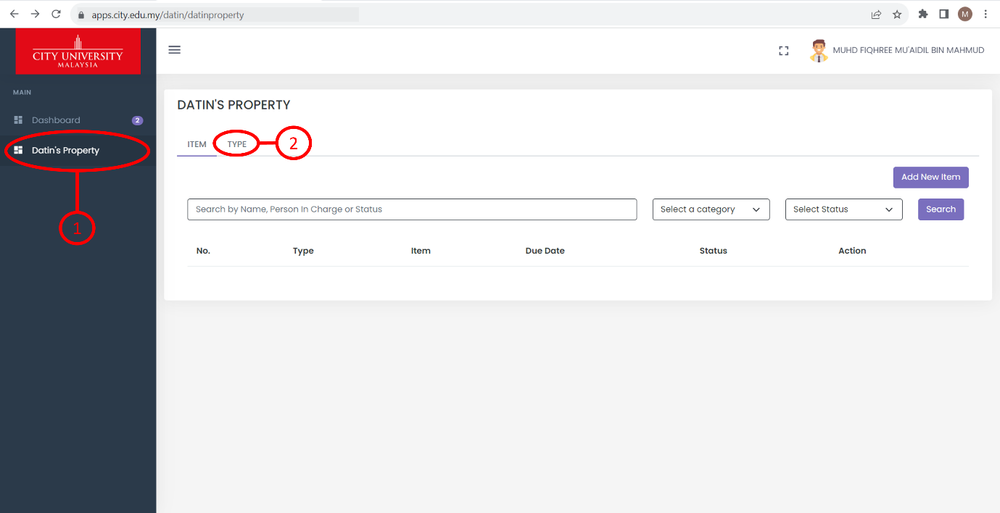 apps.city.edu.my/datin/datinproperty
M
CITY UNIVERSITY
MALAYSIA
MUHD FIQHREE MU'AIDIL BIN MAHMUD
MAIN
Dashboard 2
Datin's Property
1
DATIN'S PROPERTY
ITEM TYPE 2
Add New Item
Search by Name, Person In Charge or Status Select a category Select Status Search
No. Type Item Due Date Status Action